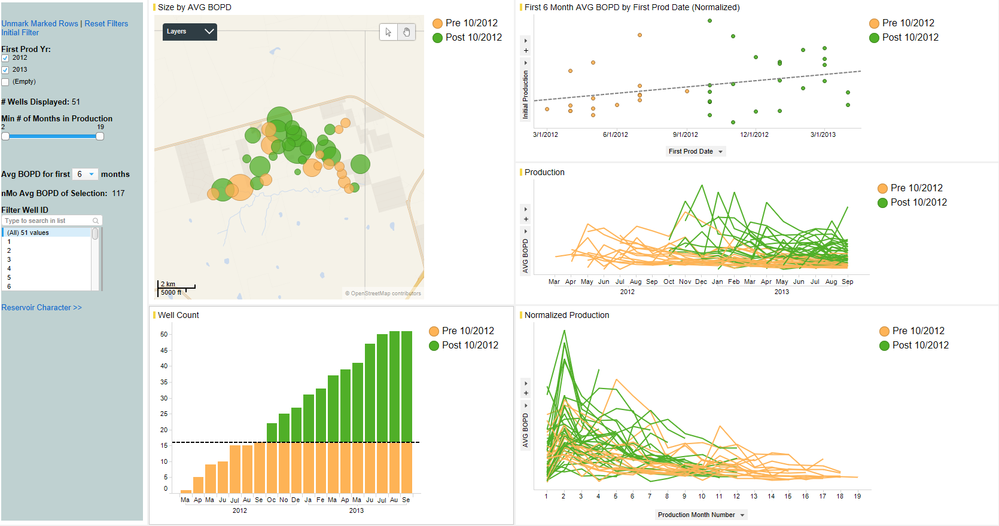 Unmark Marked Rows | Reset Filters
Initial Filter
First Prod Yr:
2012
2013
(Empty)
# Wells Displayed: 51
Min # of Months in Production
2 19
Avg BOPD for first 6 months
nMo Avg BOPD of Selection: 117
Filter Well ID
Type to search in list
(All) 51 values
1
2
3
4
5
6
Reservoir Character >>
Size by AVG BOPD
Layers
Pre 10/2012
Post 10/2012
2 km
5000 ft
© OpenStreetMap contributors
First 6 Month AVG BOPD by First Prod Date (Normalized)
Pre 10/2012
Post 10/2012
+
Initial Production
3/1/2012 6/1/2012 9/1/2012 12/1/2012 3/1/2013
First Prod Date
Production
Pre 10/2012
Post 10/2012
+
AVG BOPD
Mar Apr May Jun Jul Aug Sep Oct Nov Dec Jan Feb Mar Apr May Jun Jul Aug Sep
2012 2013
Well Count
Pre 10/2012
Post 10/2012
50
45
40
35
30
25
20
15
10
5
0
Ma Ap Ma Ju Jul Au Se Oc No De Ja Fe Ma Ap Ma Ju Jul Au Se
2012 2013
Normalized Production
Pre 10/2012
Post 10/2012
+
AVG BOPD
1 2 3 4 5 6 7 8 9 10 11 12 13 14 15 16 17 18 19
Production Month Number